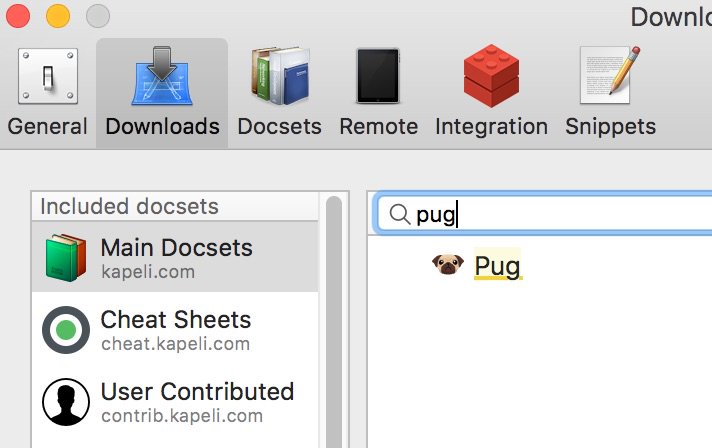 Downlo
General Downloads Docsets Remote Integration Snippets
Included docsets
Main Docsets
kapeli.com
Cheat Sheets
cheat.kapeli.com
User Contributed
contrib.kapeli.com
pug
Pug